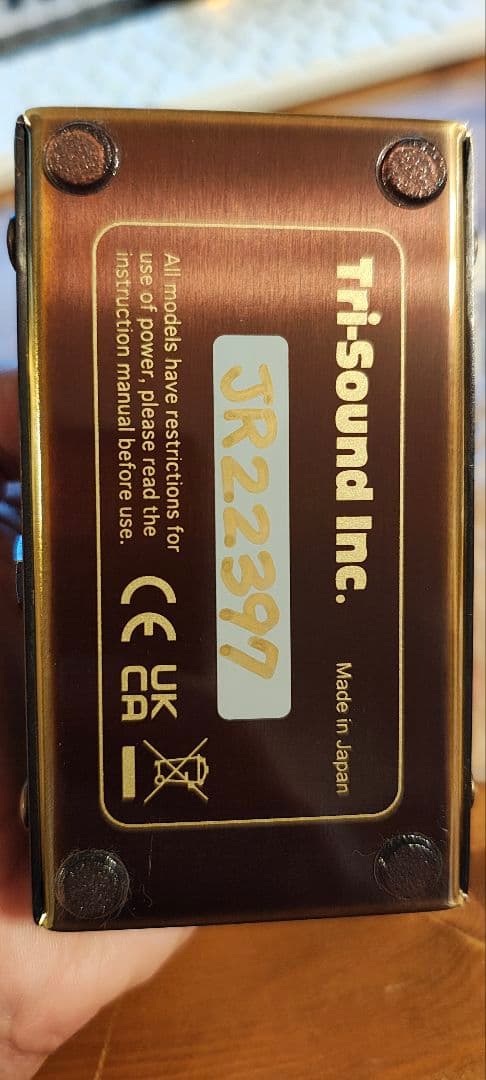 Tri-Sound Inc.
Made in Japan
JR22397
All models have restrictions for
use of power, please read the
instruction manual before use.
CE
UK
CA